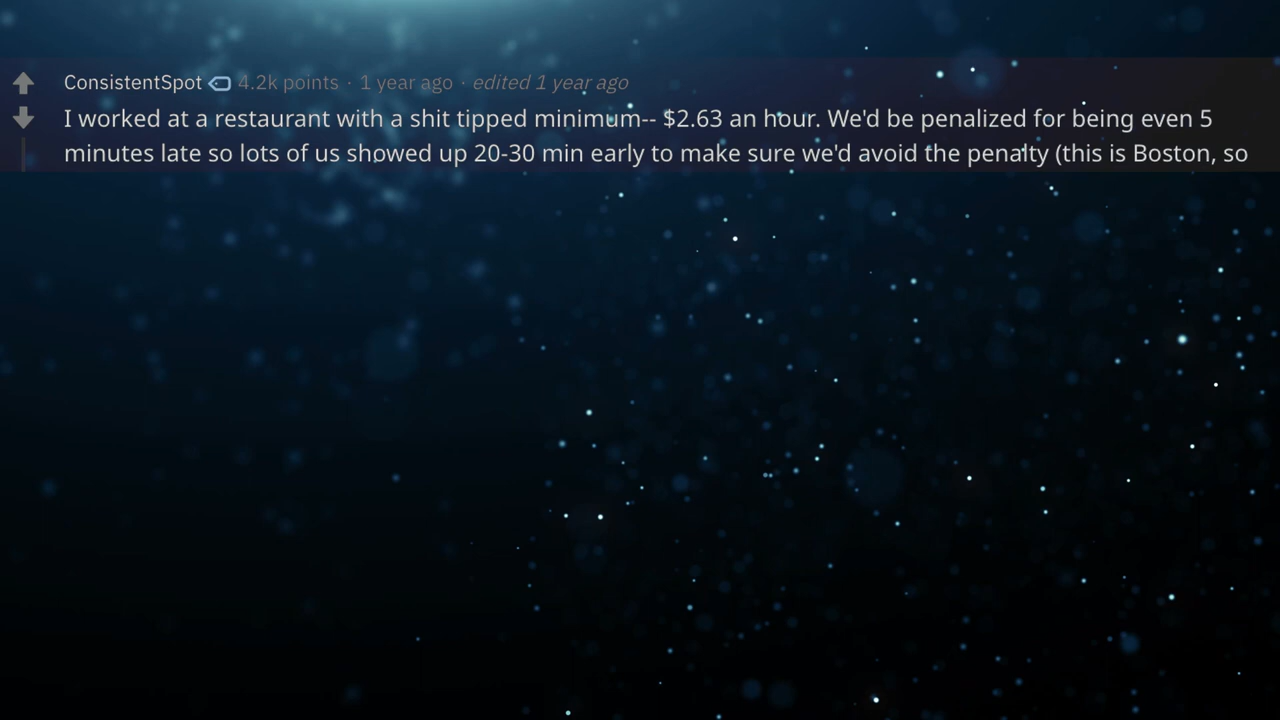 ConsistentSpot 4.2k points · 1 year ago · edited 1 year ago
I worked at a restaurant with a shit tipped minimum-- $2.63 an hour. We'd be penalized for being even 5
minutes late so lots of us showed up 20-30 min early to make sure we'd avoid the penalty (this is Boston, so